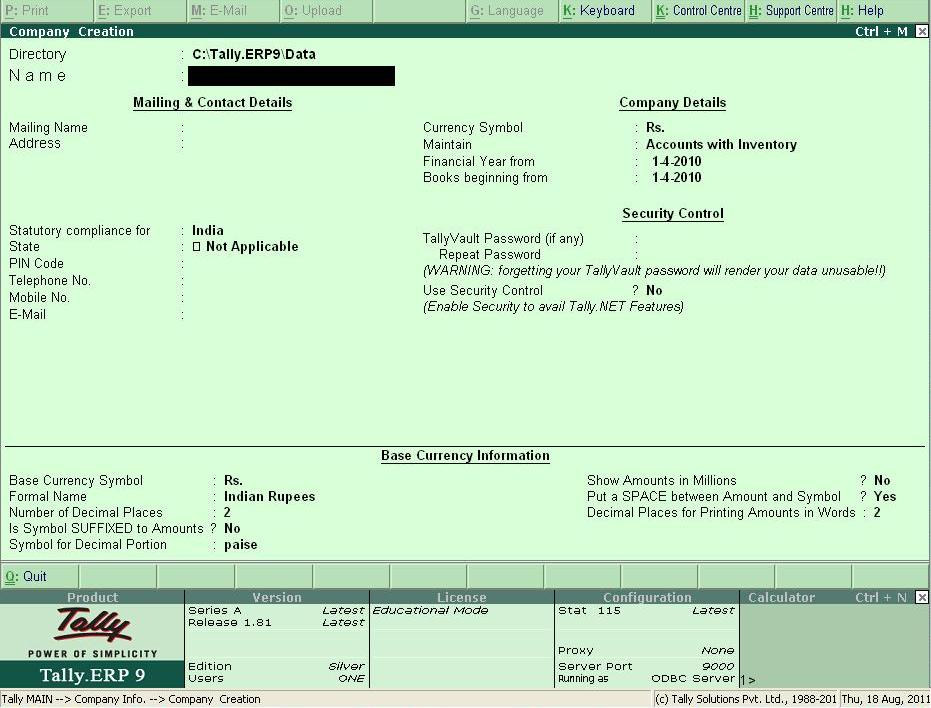 P: Print E: Export M: E-Mail O: Upload G: Language K: Keyboard K: Control Centre H: Support Centre H: Help
Company Creation Ctrl + M
Directory : C:\Tally.ERP9\Data
Name :
Mailing & Contact Details
Mailing Name :
Address :
Company Details
Currency Symbol : Rs.
Maintain : Accounts with Inventory
Financial Year from : 1-4-2010
Books beginning from : 1-4-2010
Statutory compliance for : India
State : Not Applicable
PIN Code :
Telephone No. :
Mobile No. :
E-Mail :
Security Control
TallyVault Password (if any) :
Repeat Password :
(WARNING: forgetting your TallyVault password will render your data unusable!!)
Use Security Control ? No
(Enable Security to avail Tally.NET Features)
Base Currency Information
Base Currency Symbol : Rs.
Formal Name : Indian Rupees
Number of Decimal Places : 2
Is Symbol SUFFIXED to Amounts ? No
Symbol for Decimal Portion : paise
Show Amounts in Millions ? No
Put a SPACE between Amount and Symbol ? Yes
Decimal Places for Printing Amounts in Words : 2
Q: Quit
Product
Tally
POWER OF SIMPLICITY
Tally.ERP 9
Version
Series A Latest
Release 1.81 Latest
Edition Silver
Users ONE
License
Educational Mode
Configuration
Stat 115 Latest
Proxy None
Server Port 9000
Running as ODBC Server
Calculator Ctrl + N
1>
Tally MAIN --> Company Info. --> Company Creation (c) Tally Solutions Pvt. Ltd., 1988-201 Thu, 18 Aug, 2011